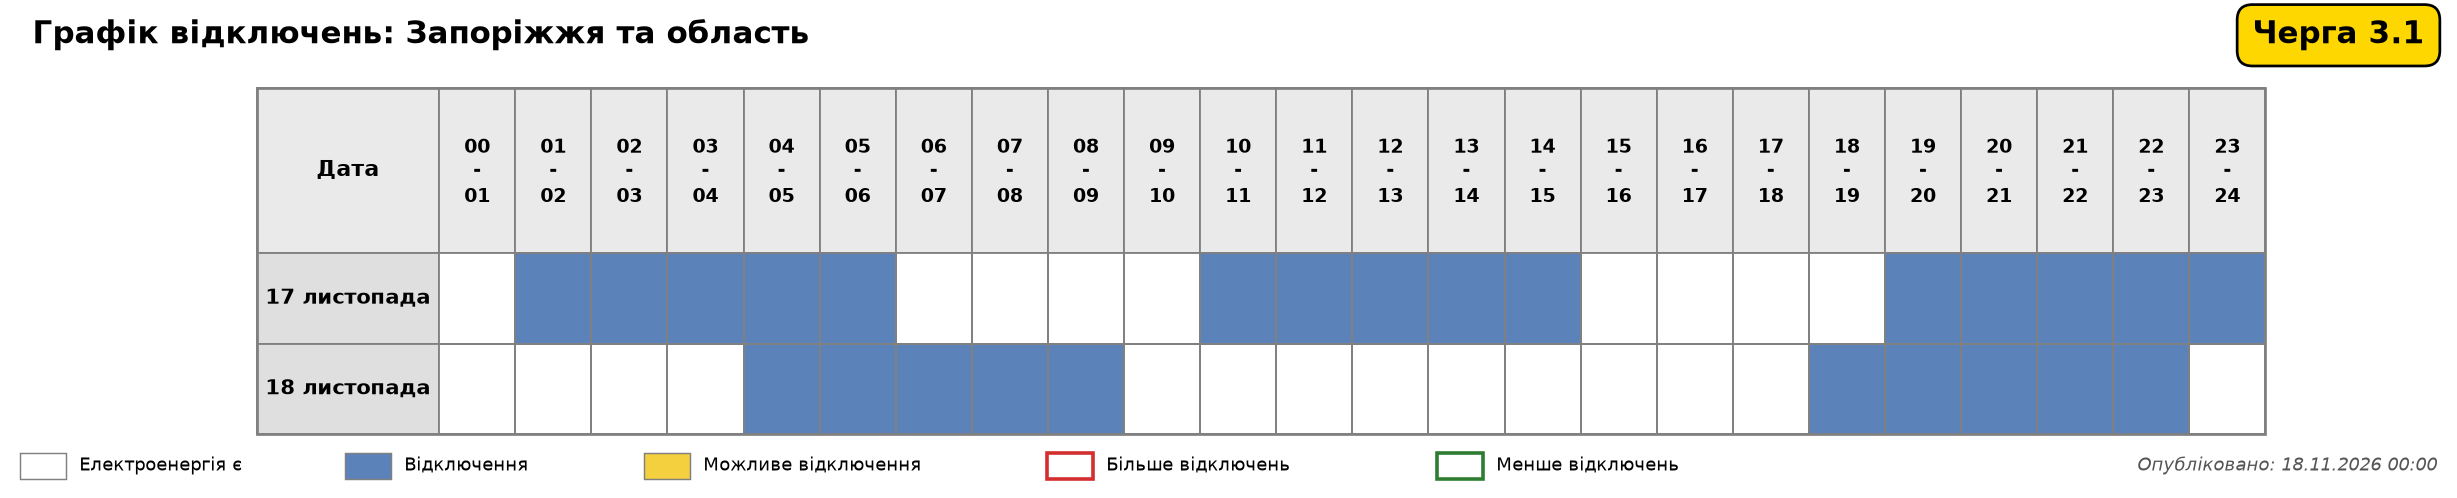 Графік відключень: Запоріжжя та область
Черга 3.1
Дата 00 - 01 01 - 02 02 - 03 03 - 04 04 - 05 05 - 06 06 - 07 07 - 08 08 - 09 09 - 10 10 - 11 11 - 12 12 - 13 13 - 14 14 - 15 15 - 16 16 - 17 17 - 18 18 - 19 19 - 20 20 - 21 21 - 22 22 - 23 23 - 24
17 листопада
18 листопада
Електроенергія є Відключення Можливе відключення Більше відключень Менше відключень
Опубліковано: 18.11.2026 00:00